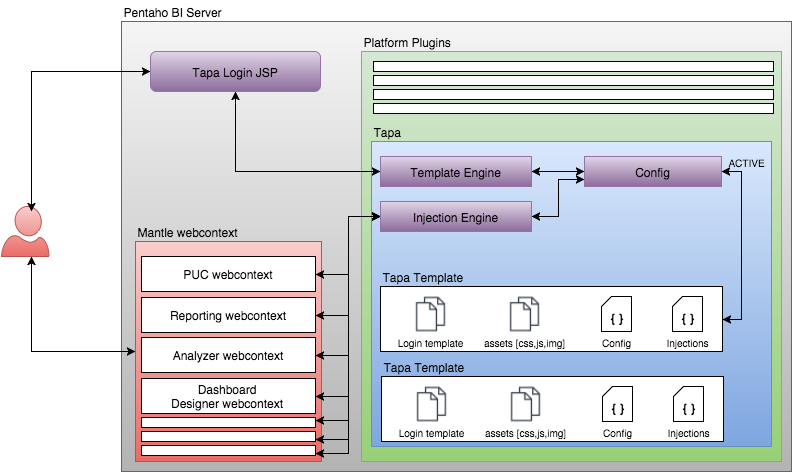 Pentaho BI Server
Platform Plugins
Tapa Login JSP
Tapa
Template Engine
Config
ACTIVE
Injection Engine
Mantle webcontext
PUC webcontext
Reporting webcontext
Analyzer webcontext
Dashboard
Designer webcontext
Tapa Template
{ }
{ }
Login template
assets [css,js,img]
Config
Injections
Tapa Template
{ }
{ }
Login template
assets [css,js,img]
Config
Injections